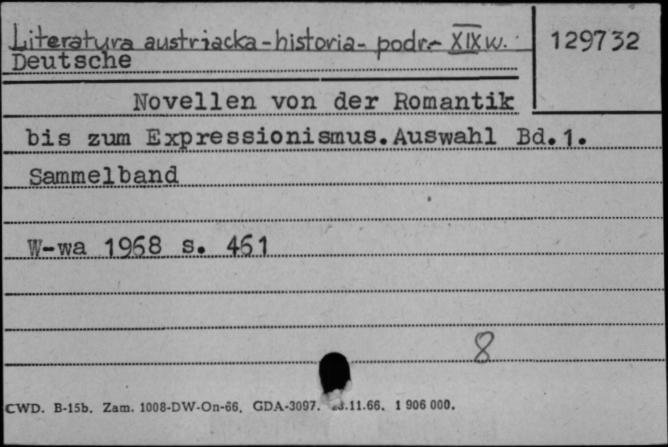 Literatura austriacka-historia- podr.- XIX w.
129732
Deutsche
Novellen von der Romantik
bis zum Expressionismus.Auswahl Bd.1.
Sammelband
W-wa 1968 s. 461
8
CWD. B-15b. Zam. 1008-DW-On-66. GDA-3097. .11.66. 1 906 000.